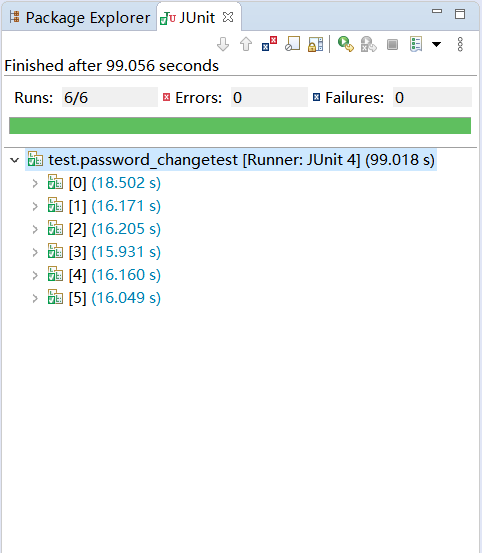 Package Explorer JUnit
Finished after 99.056 seconds
Runs: 6/6 Errors: 0 Failures: 0
test.password_changetest [Runner: JUnit 4] (99.018 s)
[0] (18.502 s)
[1] (16.171 s)
[2] (16.205 s)
[3] (15.931 s)
[4] (16.160 s)
[5] (16.049 s)